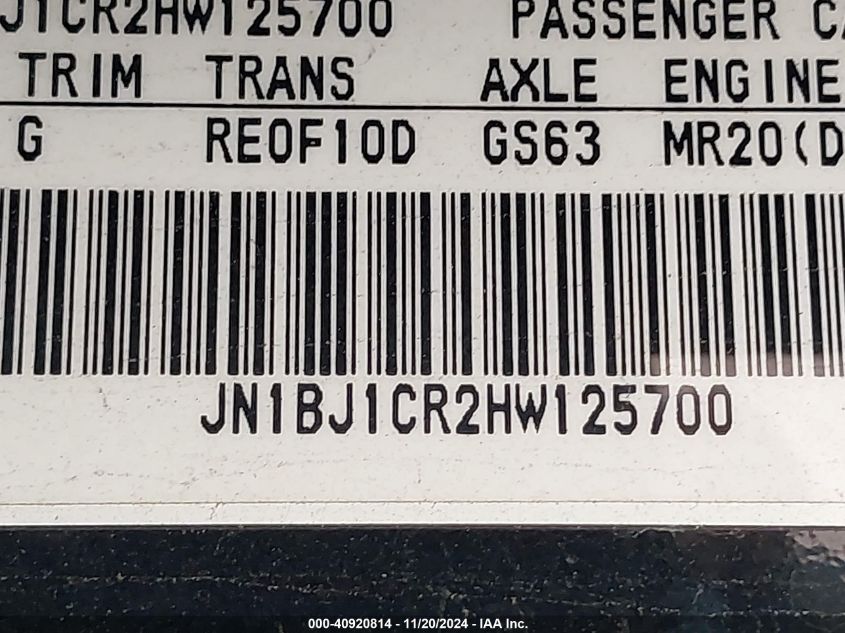 J1CR2HW125700 PASSENGER
TRIM TRANS AXLE ENGINE
G RE0F10D GS63 MR20(D
JN1BJ1CR2HW125700
000-40920814 - 11/20/2024 - IAA Inc.